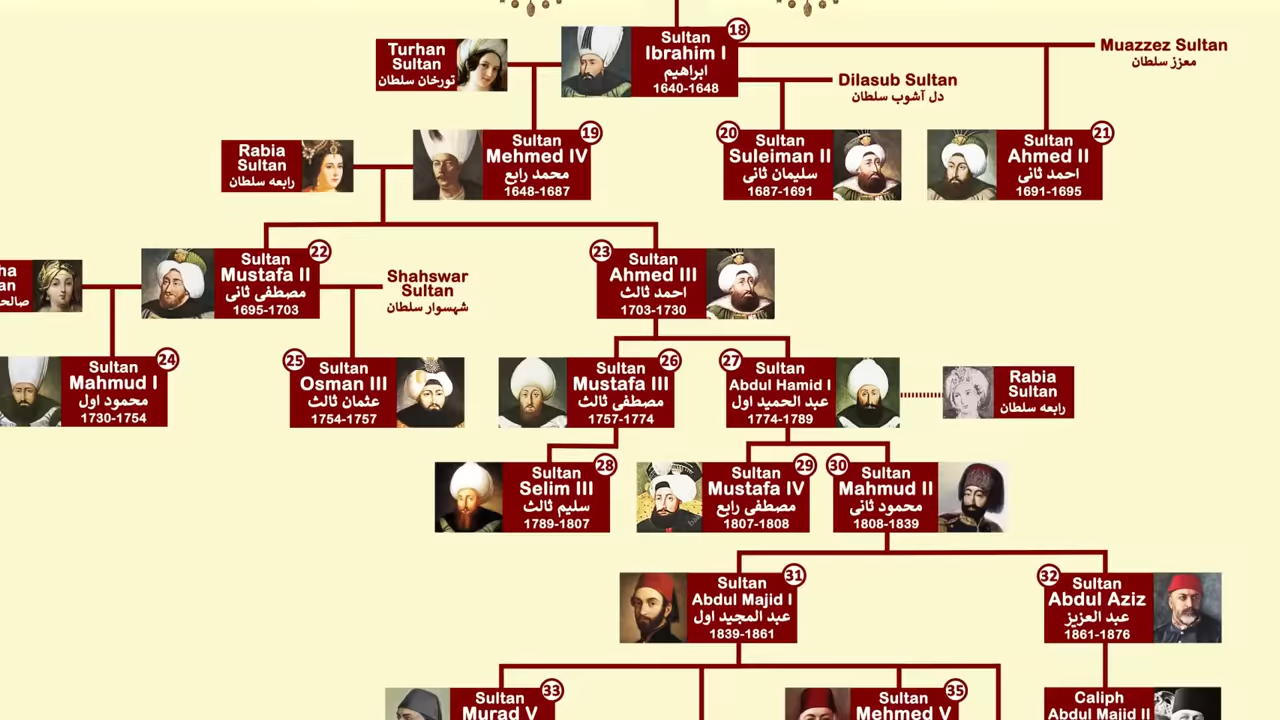 18
Sultan
Ibrahim I
ابراهیم
1640-1648
Turhan
Sultan
تورخان سلطان
Muazzez Sultan
معزز سلطان
Dilasub Sultan
دل آشوب سلطان
19
Sultan
Mehmed IV
محمد رابع
1648-1687
Rabia
Sultan
رابعه سلطان
20
Sultan
Suleiman II
سلیمان ثانی
1687-1691
21
Sultan
Ahmed II
احمد ثانی
1691-1695
22
Sultan
Mustafa II
مصطفی ثانی
1695-1703
Shahswar
Sultan
شهسوار سلطان
23
Sultan
Ahmed III
احمد ثالث
1703-1730
ha
an
صالح
24
Sultan
Mahmud I
محمود اول
1730-1754
25
Sultan
Osman III
عثمان ثالث
1754-1757
26
Sultan
Mustafa III
مصطفی ثالث
1757-1774
27
Sultan
Abdul Hamid I
عبد الحمید اول
1774-1789
Rabia
Sultan
رابعه سلطان
28
Sultan
Selim III
سلیم ثالث
1789-1807
29
Sultan
Mustafa IV
مصطفی رابع
1807-1808
30
Sultan
Mahmud II
محمود ثانی
1808-1839
31
Sultan
Abdul Majid I
عبد المجید اول
1839-1861
32
Sultan
Abdul Aziz
عبد العزیز
1861-1876
33
Sultan
Murad V
35
Sultan
Mehmed V
Caliph
Abdul Majid II